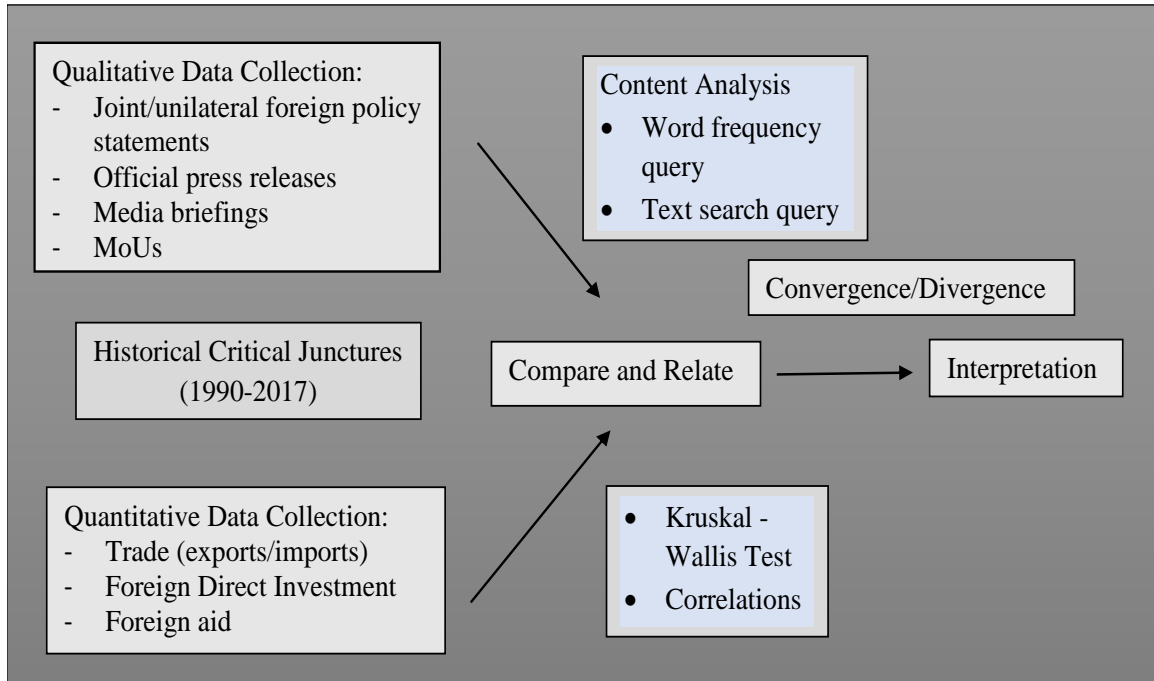 Qualitative Data Collection:
- Joint/unilateral foreign policy
statements
- Official press releases
- Media briefings
- MoUs
Content Analysis
• Word frequency
query
• Text search query
Convergence/Divergence
Historical Critical Junctures
(1990-2017)
Compare and Relate
Interpretation
Quantitative Data Collection:
- Trade (exports/imports)
- Foreign Direct Investment
- Foreign aid
• Kruskal -
Wallis Test
• Correlations